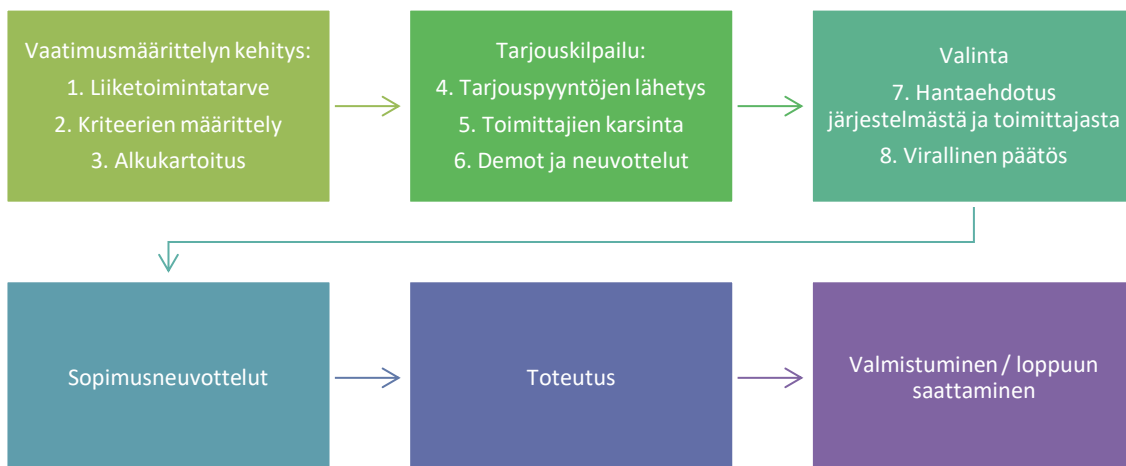 Vaatimusmäärittelyn kehitys:
1. Liiketoimintatarve
2. Kriteerien määrittely
3. Alkukartoitus
Tarjouskilpailu:
4. Tarjouspyyntöjen lähetys
5. Toimittajien karsinta
6. Demot ja neuvottelut
Valinta
7. Hantaehdotus
järjestelmästä ja toimittajasta
8. Virallinen päätös
Sopimusneuvottelut
Toteutus
Valmistuminen / loppuun
saattaminen